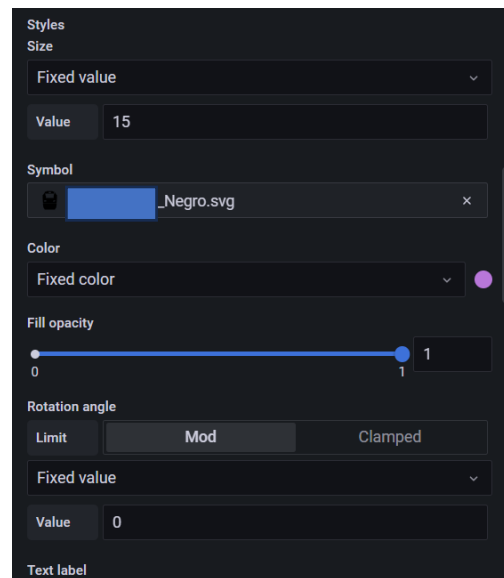 Styles
Size
Fixed value
Value 15
Symbol
_Negro.svg
Color
Fixed color
Fill opacity
1
0 1
Rotation angle
Limit Mod Clamped
Fixed value
Value 0
Text label